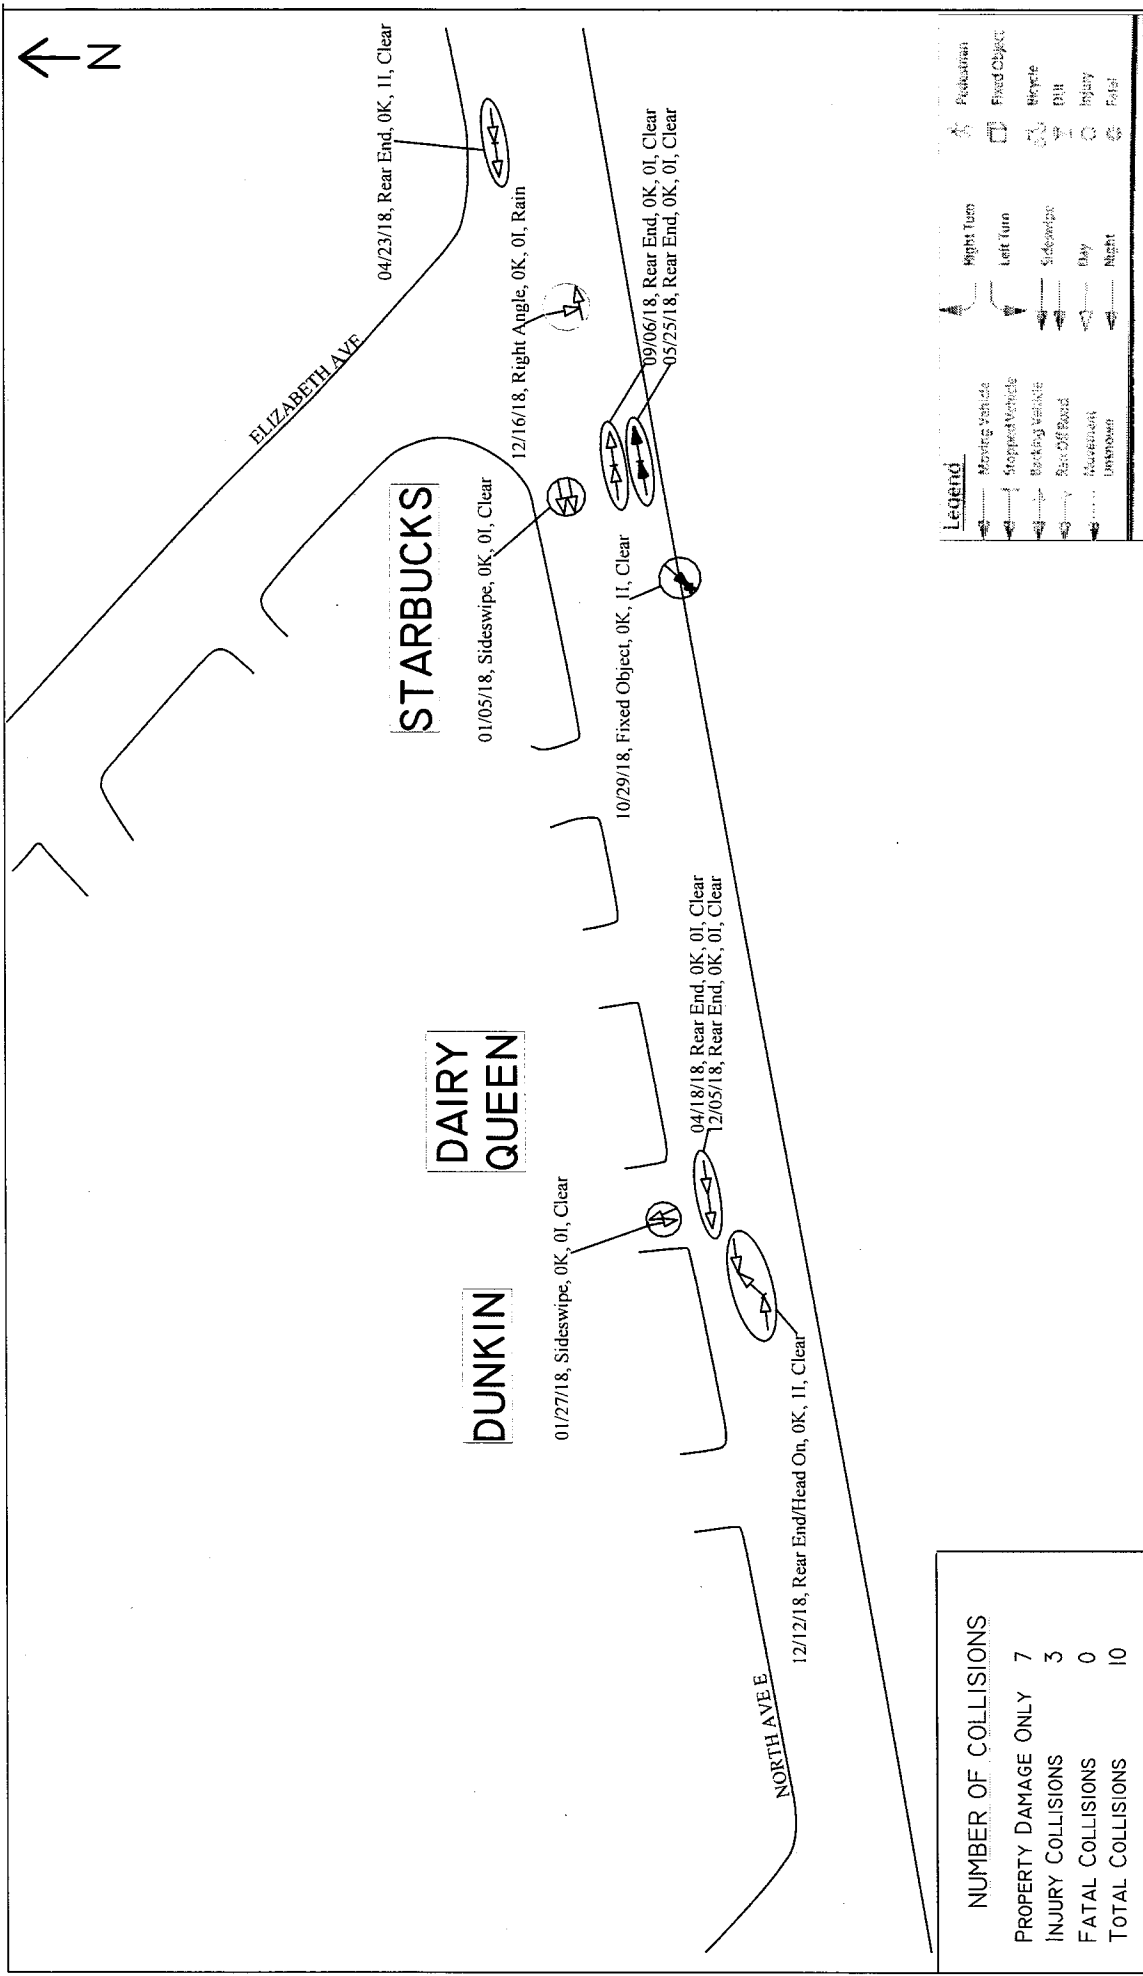 N
04/23/18, Rear End, 0K, 1I, Clear
ELIZABETH AVE
12/16/18, Right Angle, 0K, 0I, Rain
STARBUCKS
01/05/18, Sideswipe, 0K, 0I, Clear
09/06/18, Rear End, 0K, 0I, Clear
05/25/18, Rear End, 0K, 0I, Clear
10/29/18, Fixed Object, 0K, 1I, Clear
DAIRY
QUEEN
04/18/18, Rear End, 0K, 0I, Clear
12/05/18, Rear End, 0K, 0I, Clear
DUNKIN
01/27/18, Sideswipe, 0K, 0I, Clear
12/12/18, Rear End/Head On, 0K, 1I, Clear
NORTH AVE E
NUMBER OF COLLISIONS
PROPERTY DAMAGE ONLY 7
INJURY COLLISIONS 3
FATAL COLLISIONS 0
TOTAL COLLISIONS 10
Legend
Moving Vehicle
Stopped Vehicle
Backing Vehicle
Ran Off Road
Movement
Unknown
Right Turn
Left Turn
Sideswipe
Day
Night
Pedestrian
Fixed Object
Bicycle
DUI
Injury
Fatal